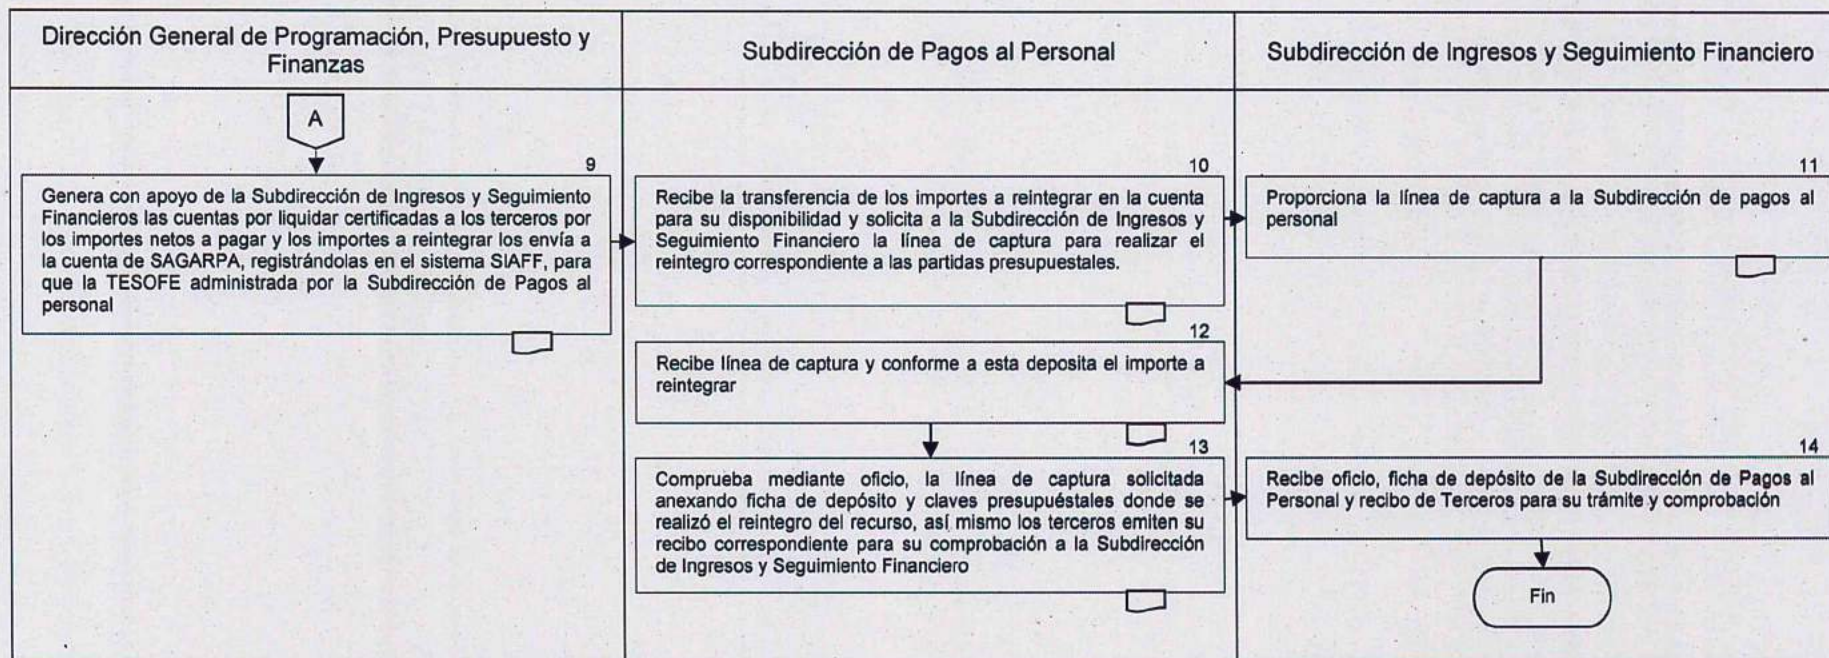 Dirección General de Programación, Presupuesto y
Finanzas
Subdirección de Pagos al Personal
Subdirección de Ingresos y Seguimiento Financiero
A
9
Genera con apoyo de la Subdirección de Ingresos y Seguimiento
Financieros las cuentas por liquidar certificadas a los terceros por
los importes netos a pagar y los importes a reintegrar los envía a
la cuenta de SAGARPA, registrándolas en el sistema SIAFF, para
que la TESOFE administrada por la Subdirección de Pagos al
personal
10
Recibe la transferencia de los importes a reintegrar en la cuenta
para su disponibilidad y solicita a la Subdirección de Ingresos y
Seguimiento Financiero la línea de captura para realizar el
reintegro correspondiente a las partidas presupuestales.
11
Proporciona la línea de captura a la Subdirección de pagos al
personal
12
Recibe línea de captura y conforme a esta deposita el importe a
reintegrar
13
Comprueba mediante oficio, la línea de captura solicitada
anexando ficha de depósito y claves presupuéstales donde se
realizó el reintegro del recurso, así mismo los terceros emiten su
recibo correspondiente para su comprobación a la Subdirección
de Ingresos y Seguimiento Financiero
14
Recibe oficio, ficha de depósito de la Subdirección de Pagos al
Personal y recibo de Terceros para su trámite y comprobación
Fin